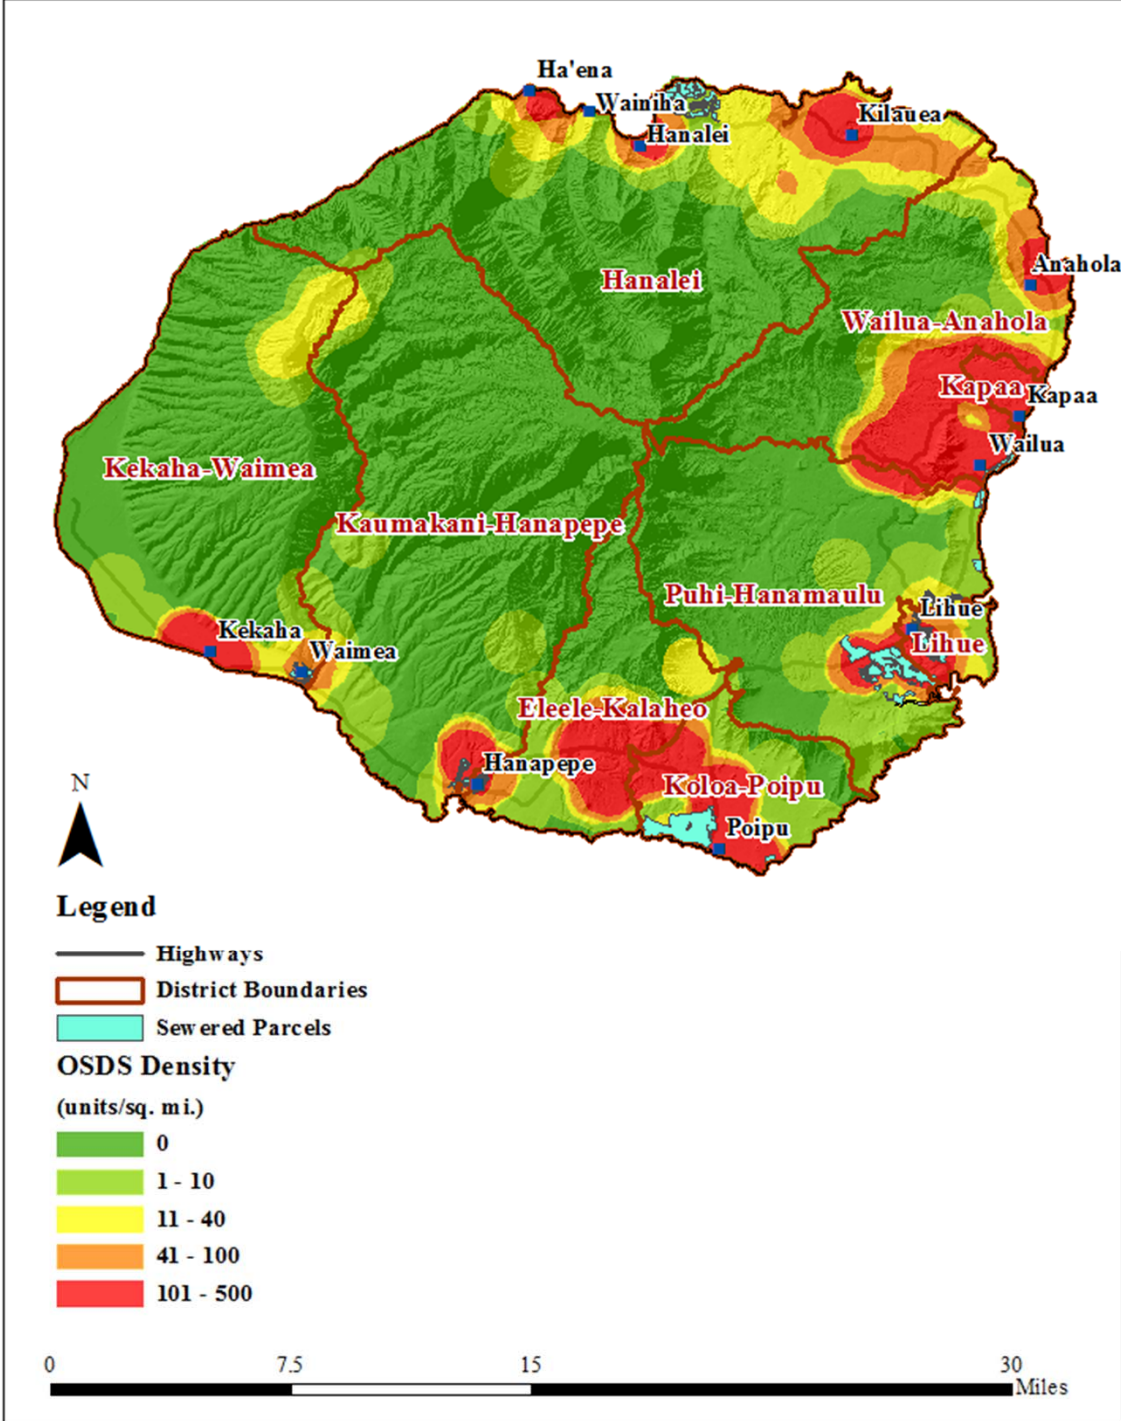 Ha'ena
Wainiha
Kilauea
Hanalei
Anahola
Hanalei
Wailua-Anahola
Kapaa
Kapaa
Wailua
Kekaha-Waimea
Kaumakani-Hanapepe
Puhi-Hanamaulu
Lihue
Kekaha
Lihue
Waimea
Eleele-Kalaheo
Hanapepe
Koloa-Poipu
N
Poipu
Legend
Highways
District Boundaries
Sewered Parcels
OSDS Density
(units/sq. mi.)
0
1 - 10
11 - 40
41 - 100
101 - 500
0 7.5 15 30
Miles